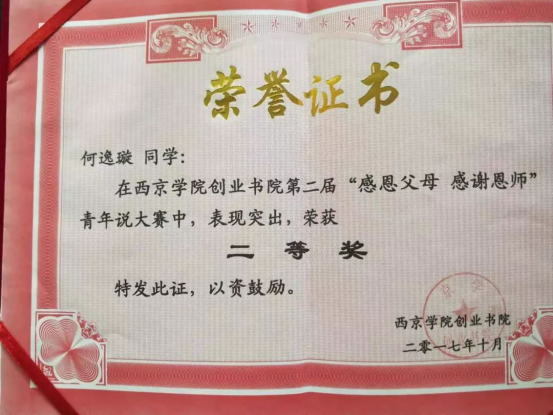 荣誉证书
何逸璇 同学：
在西京学院创业书院第二届“感恩父母 感谢恩师”
青年说大赛中，表现突出，荣获
二等奖
特发此证，以资鼓励。
西京学院创业书院
二零一七年十月